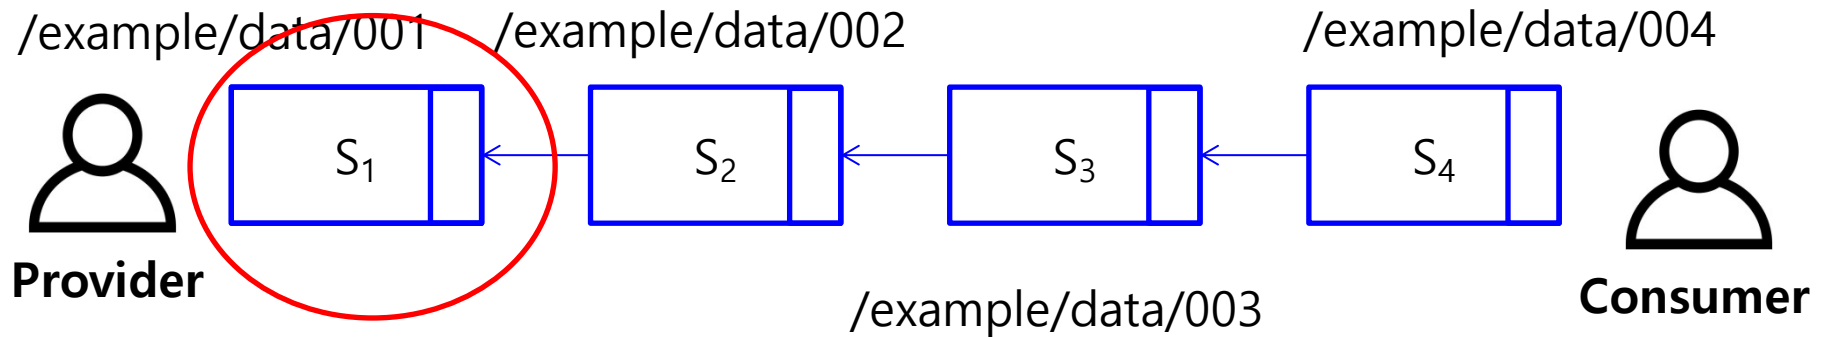 /example/data/001
/example/data/002
/example/data/004
S₁
S₂
S₃
S₄
Provider
/example/data/003
Consumer